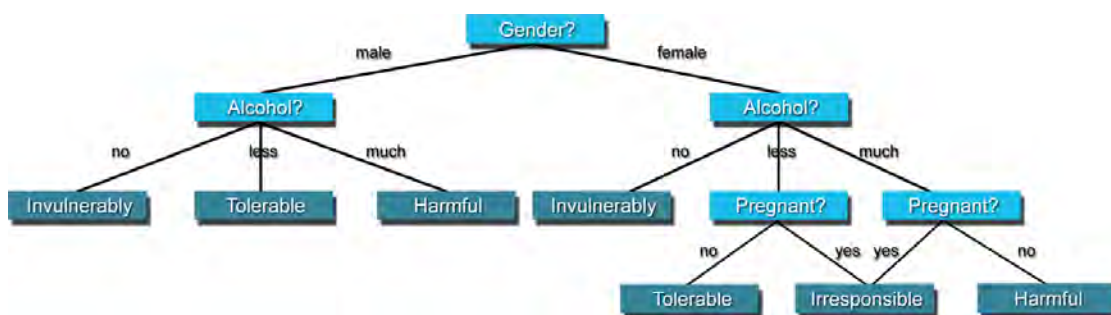 Gender?
male female
Alcohol? Alcohol?
no less much no less much
Invulnerably Tolerable Harmful Invulnerably Pregnant? Pregnant?
no yes yes no
Tolerable Irresponsible Harmful